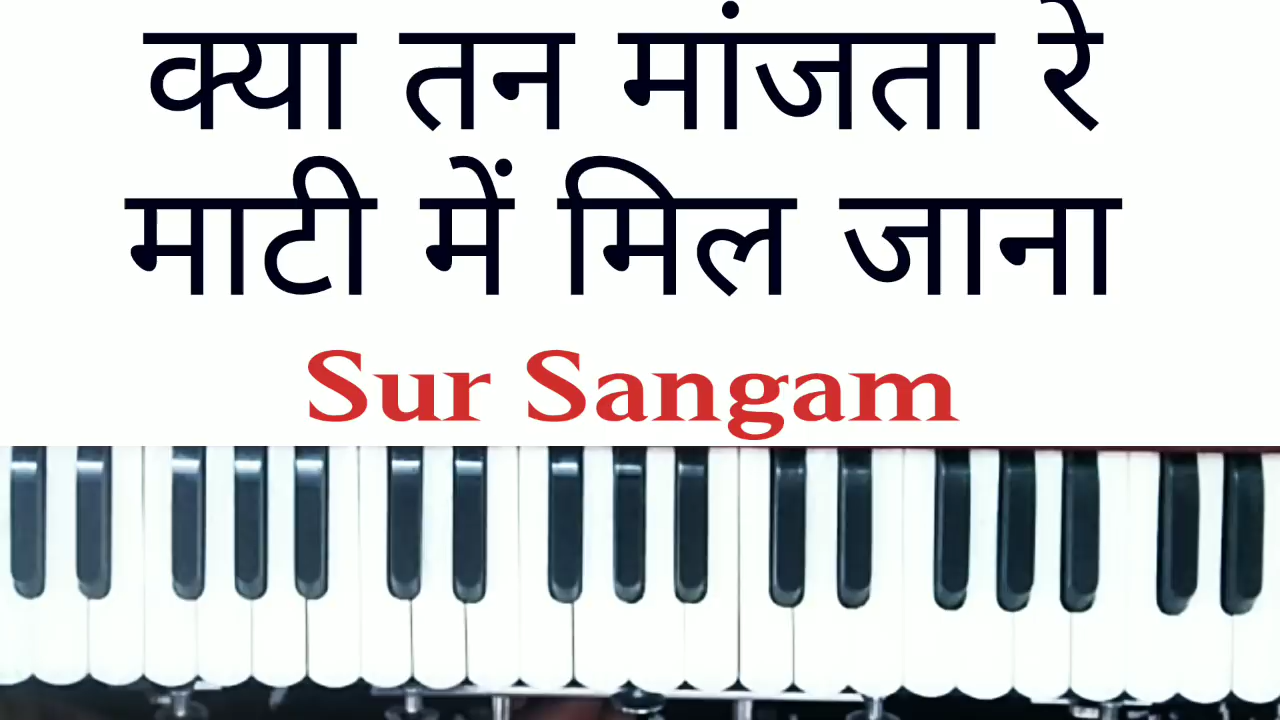 क्या तन मांजता रे
माटी में मिल जाना
Sur Sangam